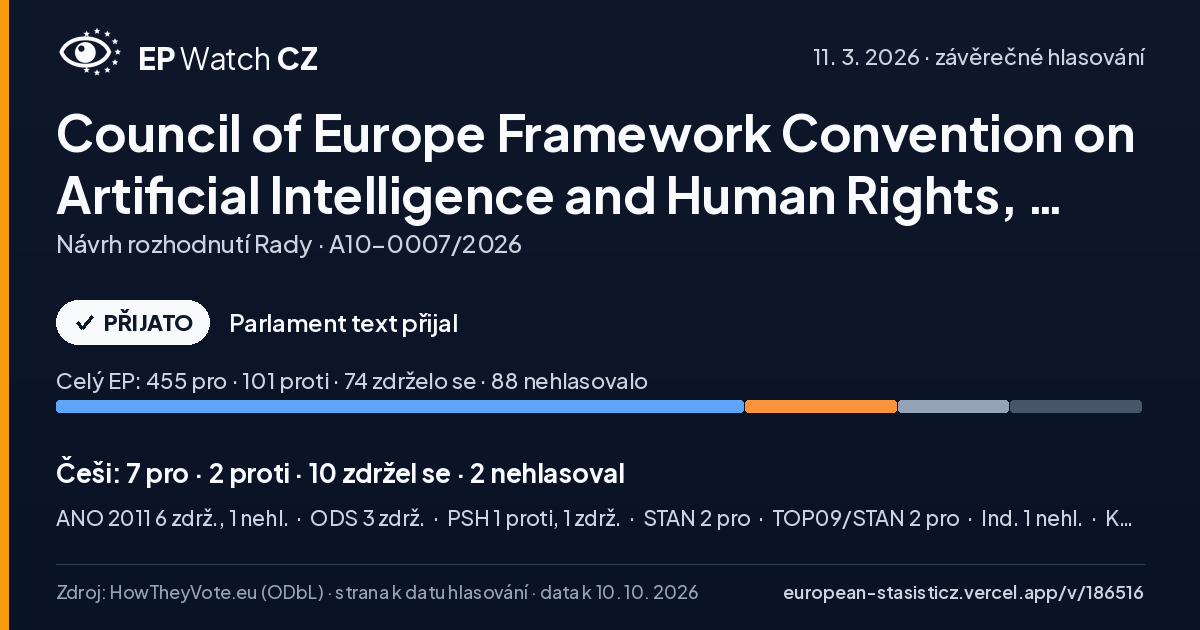 EP Watch CZ
11. 3. 2026 · závěrečné hlasování
Council of Europe Framework Convention on
Artificial Intelligence and Human Rights, ...
Návrh rozhodnutí Rady · A10–0007/2026
✓ PŘIJATO
Parlament text přijal
Celý EP: 455 pro · 101 proti · 74 zdrželo se · 88 nehlasovalo
Češi: 7 pro · 2 proti · 10 zdržel se · 2 nehlasoval
ANO 2011 6 zdrž., 1 nehl. · ODS 3 zdrž. · PSH 1 proti, 1 zdrž. · STAN 2 pro · TOP09/STAN 2 pro · Ind. 1 nehl. · K...
Zdroj: HowTheyVote.eu (ODbL) · strana k datu hlasování · data k 10. 10. 2026
european-stasisticz.vercel.app/v/186516